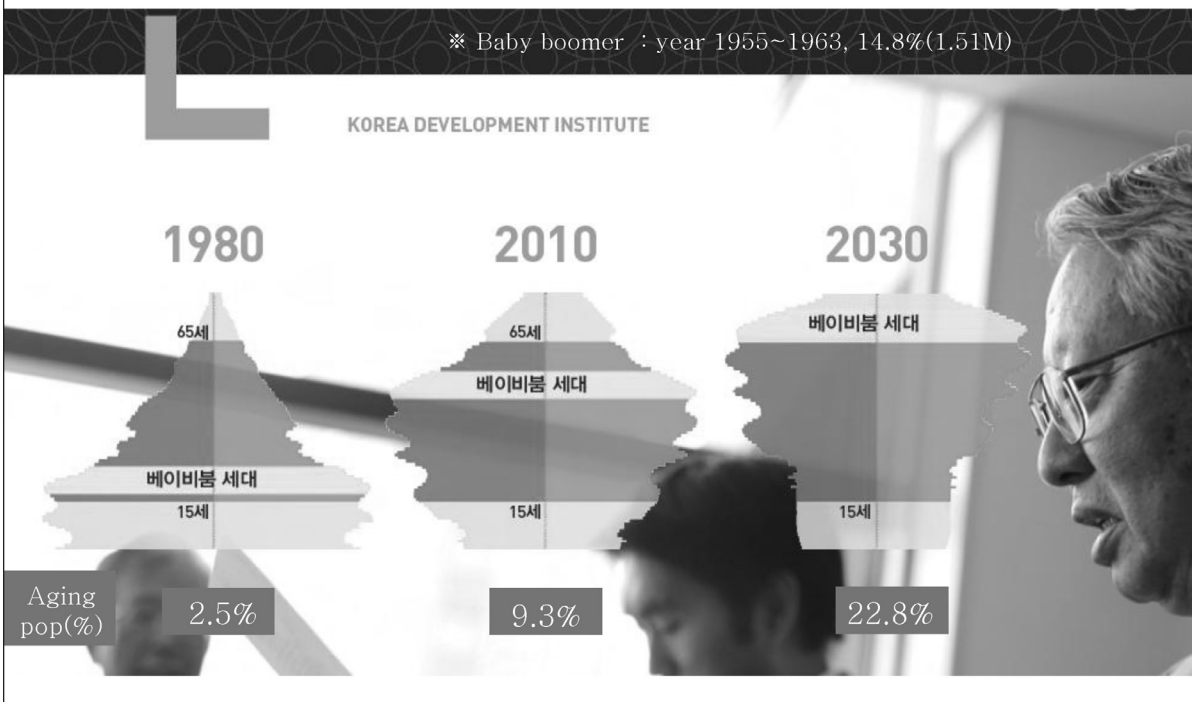 ※ Baby boomer : year 1955~1963, 14.8%(1.51M)
KOREA DEVELOPMENT INSTITUTE
1980
2010
2030
65세
65세
베이비붐 세대
베이비붐 세대
베이비붐 세대
15세
15세
15세
Aging
pop(%)
2.5%
9.3%
22.8%